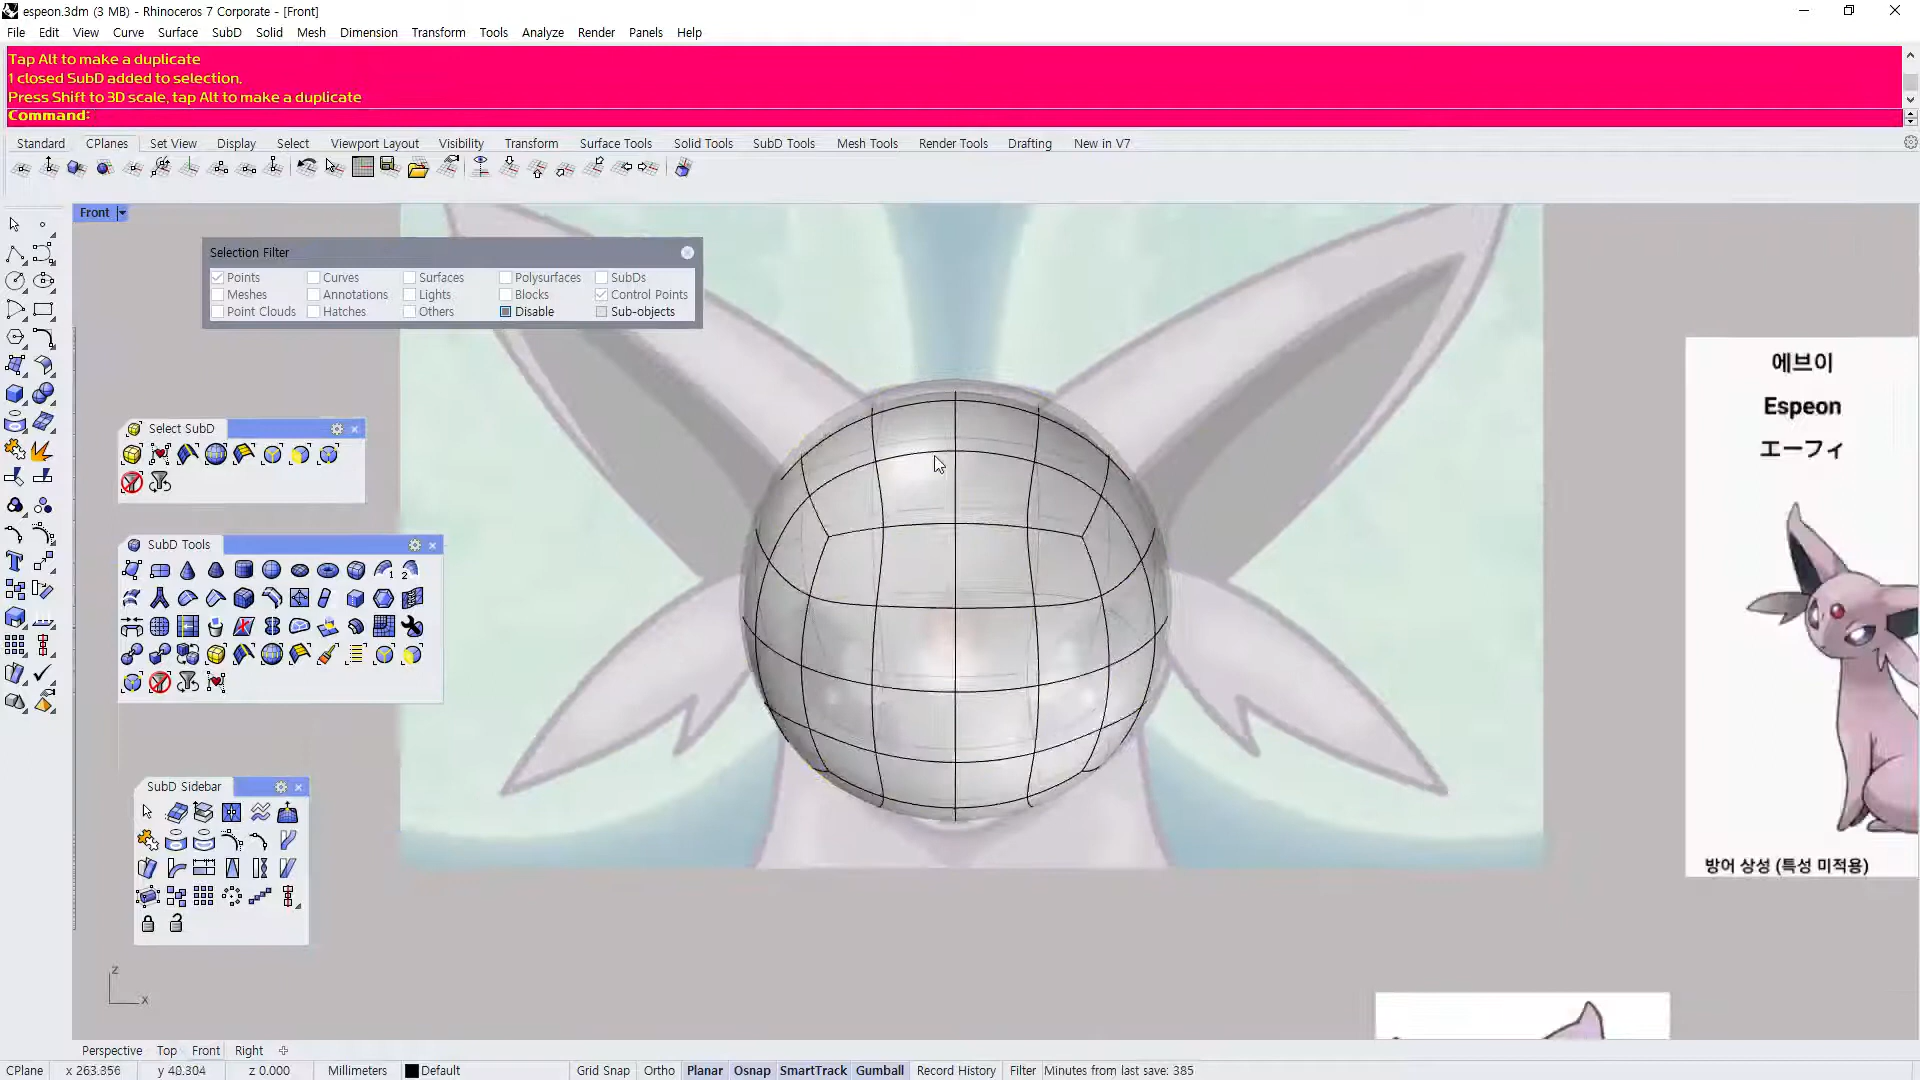 espeon.3dm (3 MB) - Rhinoceros 7 Corporate - [Front]
File Edit View Curve Surface SubD Solid Mesh Dimension Transform Tools Analyze Render Panels Help
Tap Alt to make a duplicate
1 closed SubD added to selection.
Press Shift to 3D scale, tap Alt to make a duplicate
Command:
Standard CPlanes Set View Display Select Viewport Layout Visibility Transform Surface Tools Solid Tools SubD Tools Mesh Tools Render Tools Drafting New in V7
Front
Selection Filter
Points Curves Surfaces Polysurfaces SubDs
Meshes Annotations Lights Blocks Control Points
Point Clouds Hatches Others Disable Sub-objects
에브이
Espeon
エーフィ
Select SubD
SubD Tools
1 2
SubD Sidebar
방어 상성 (특성 미적용)
z
x
Perspective Top Front Right
CPlane x 263.356 y 40.304 z 0.000 Millimeters Default Grid Snap Ortho Planar Osnap SmartTrack Gumball Record History Filter Minutes from last save: 385